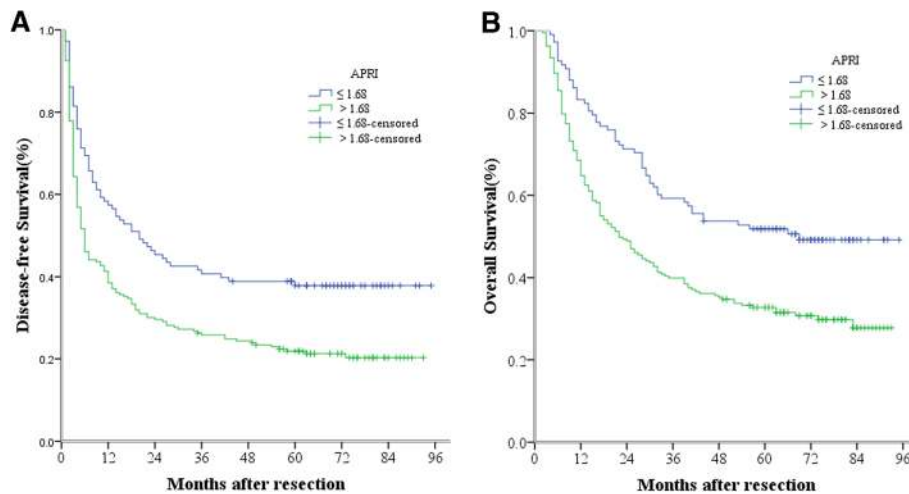 A
Disease-free Survival(%)
1.0
0.8
0.6
0.4
0.2
0.0
0 12 24 36 48 60 72 84 96
Months after resection
APRI
≤ 1.68
> 1.68
≤ 1.68-censored
> 1.68-censored
B
Overall Survival(%)
1.0
0.8
0.6
0.4
0.2
0.0
0 12 24 36 48 60 72 84 96
Months after resection
APRI
≤ 1.68
> 1.68
≤ 1.68-censored
> 1.68-censored